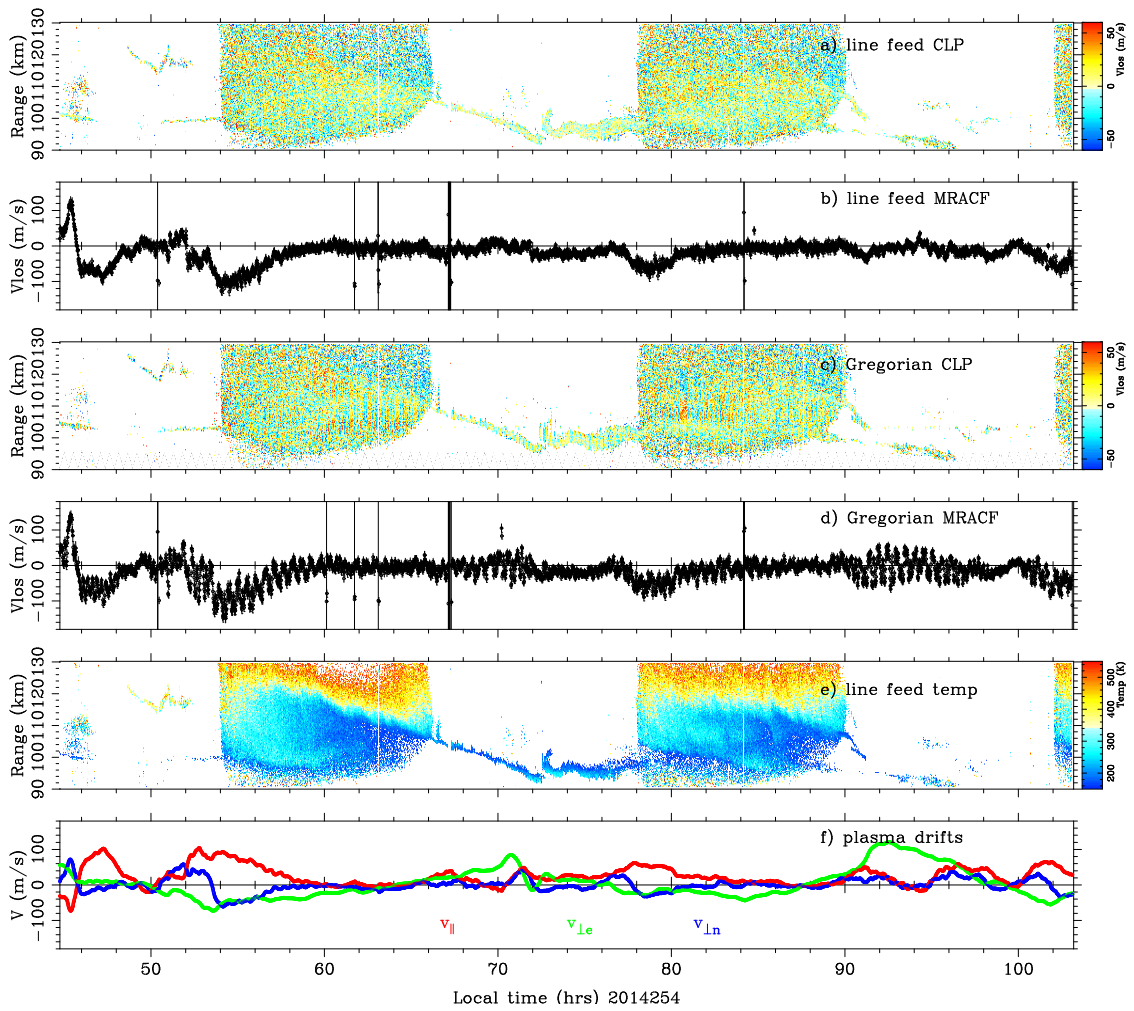 a) line feed CLP
Range (km)
90 100 110 120 130
Vlos (m/s)
-50 0 50
b) line feed MRACF
Vlos (m/s)
-100 0 100
c) Gregorian CLP
Range (km)
90 100 110 120 130
Vlos (m/s)
-50 0 50
d) Gregorian MRACF
Vlos (m/s)
-100 0 100
e) line feed temp
Range (km)
90 100 110 120 130
Temp (K)
200 300 400 500
f) plasma drifts
V (m/s)
-100 0 100
v∥
v⊥e
v⊥n
50 60 70 80 90 100
Local time (hrs) 2014254